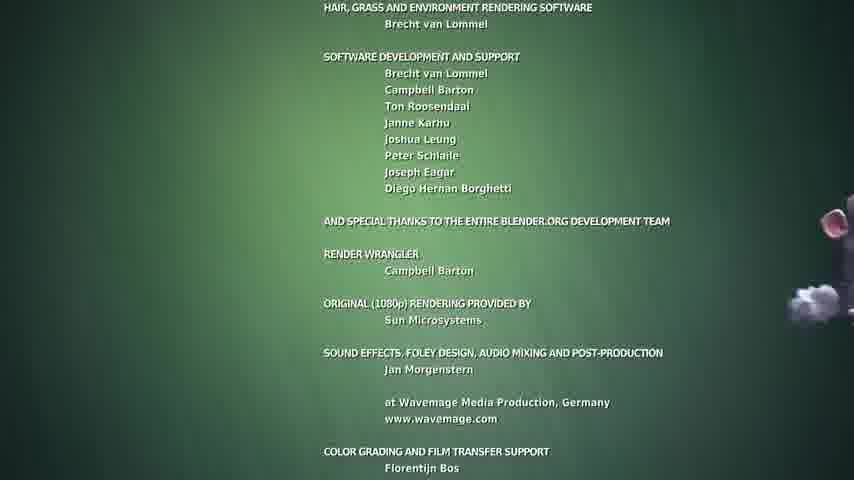 HAIR, GRASS AND ENVIRONMENT RENDERING SOFTWARE
Brecht van Lommel
SOFTWARE DEVELOPMENT AND SUPPORT
Brecht van Lommel
Campbell Barton
Ton Roosendaal
Janne Karhu
Joshua Leung
Peter Schlaile
Joseph Eagar
Diego Hernan Borghetti
AND SPECIAL THANKS TO THE ENTIRE BLENDER.ORG DEVELOPMENT TEAM
RENDER WRANGLER
Campbell Barton
ORIGINAL (1080p) RENDERING PROVIDED BY
Sun Microsystems
SOUND EFFECTS, FOLEY DESIGN, AUDIO MIXING AND POST-PRODUCTION
Jan Morgenstern
at Wavemage Media Production, Germany
www.wavemage.com
COLOR GRADING AND FILM TRANSFER SUPPORT
Florentijn Bos